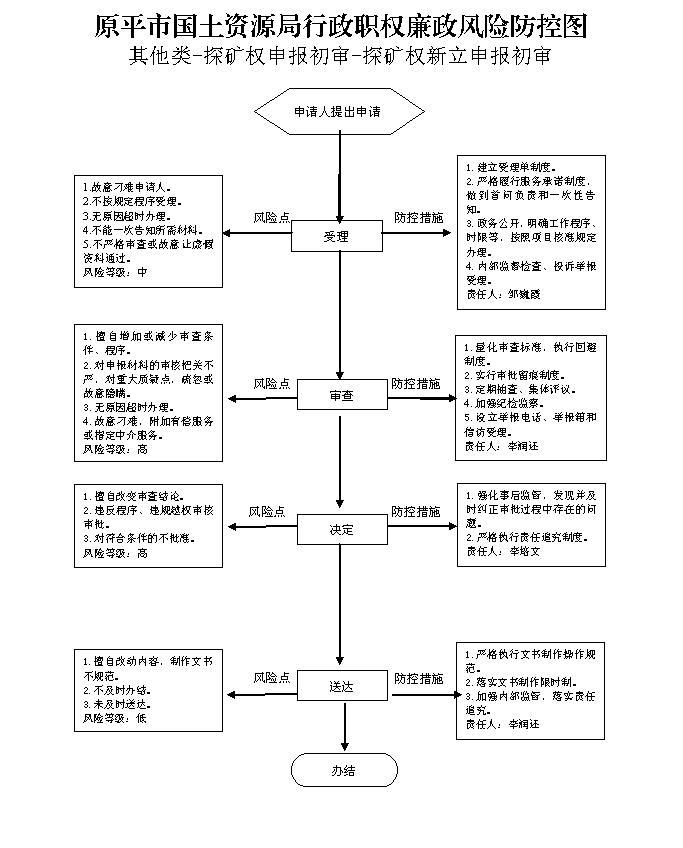 原平市国土资源局行政职权廉政风险防控图
其他类-探矿权申报初审-探矿权新立申报初审
申请人提出申请
1.故意刁难申请人。
2.不按规定程序受理。
3.无原因超时办理。
4.不能一次告知所需材料。
5.不严格审查或故意让虚假
资料通过。
风险等级：中
风险点
受理
防控措施
1. 建立受理单制度。
2. 严格履行服务承诺制度，
做到首问负责和一次性告
知。
3. 政务公开，明确工作程序、
时限等，按照项目核准规定
办理。
4. 内部监督检查、投诉举报
受理。
责任人：邹巍霞
1. 擅自增加或减少审查条
件、程序。
2. 对申报材料的审核把关不
严，对重大质疑点，疏忽或
故意隐瞒。
3. 无原因超时办理。
4. 故意刁难，附加有偿服务
或指定中介服务。
风险等级：高
风险点
审查
防控措施
1. 量化审查标准，执行回避
制度。
2. 实行审批留痕制度。
3. 定期抽查、集体评议。
4. 加强纪检监察。
5. 设立举报电话、举报箱和
信访受理。
责任人：李润还
1. 擅自改变审查结论。
2. 违反程序、违规越权审核
审批。
3. 对符合条件的不批准。
风险等级：高
风险点
决定
防控措施
1. 强化事后监管，发现并及
时纠正审批过程中存在的问
题。
2. 严格执行责任追究制度。
责任人：李培文
1. 擅自改动内容，制作文书
不规范。
2. 不及时办结。
3. 未及时送达。
风险等级：低
风险点
送达
防控措施
1. 严格执行文书制作操作规
范。
2. 落实文书制作限时制。
3. 加强内部监管，落实责任
追究。
责任人：李润还
办结